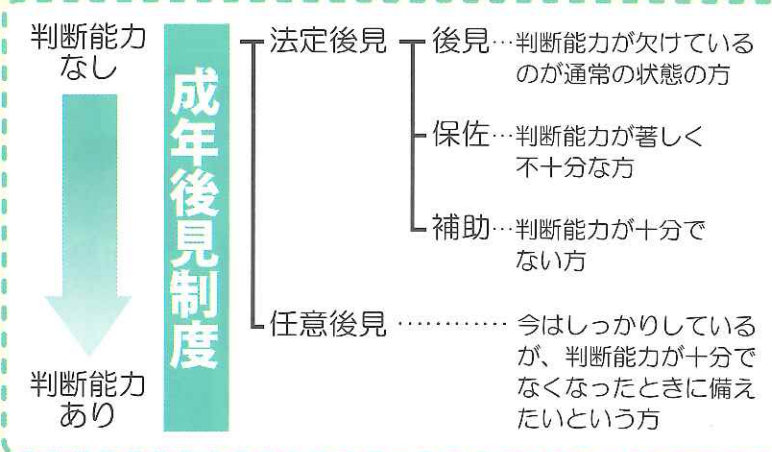 判断能力
なし
判断能力
あり
成年後見制度
法定後見
後見…判断能力が欠けている
のが通常の状態の方
保佐…判断能力が著しく
不十分な方
補助…判断能力が十分で
ない方
任意後見…………今はしっかりしている
が、判断能力が十分で
なくなったときに備え
たいという方